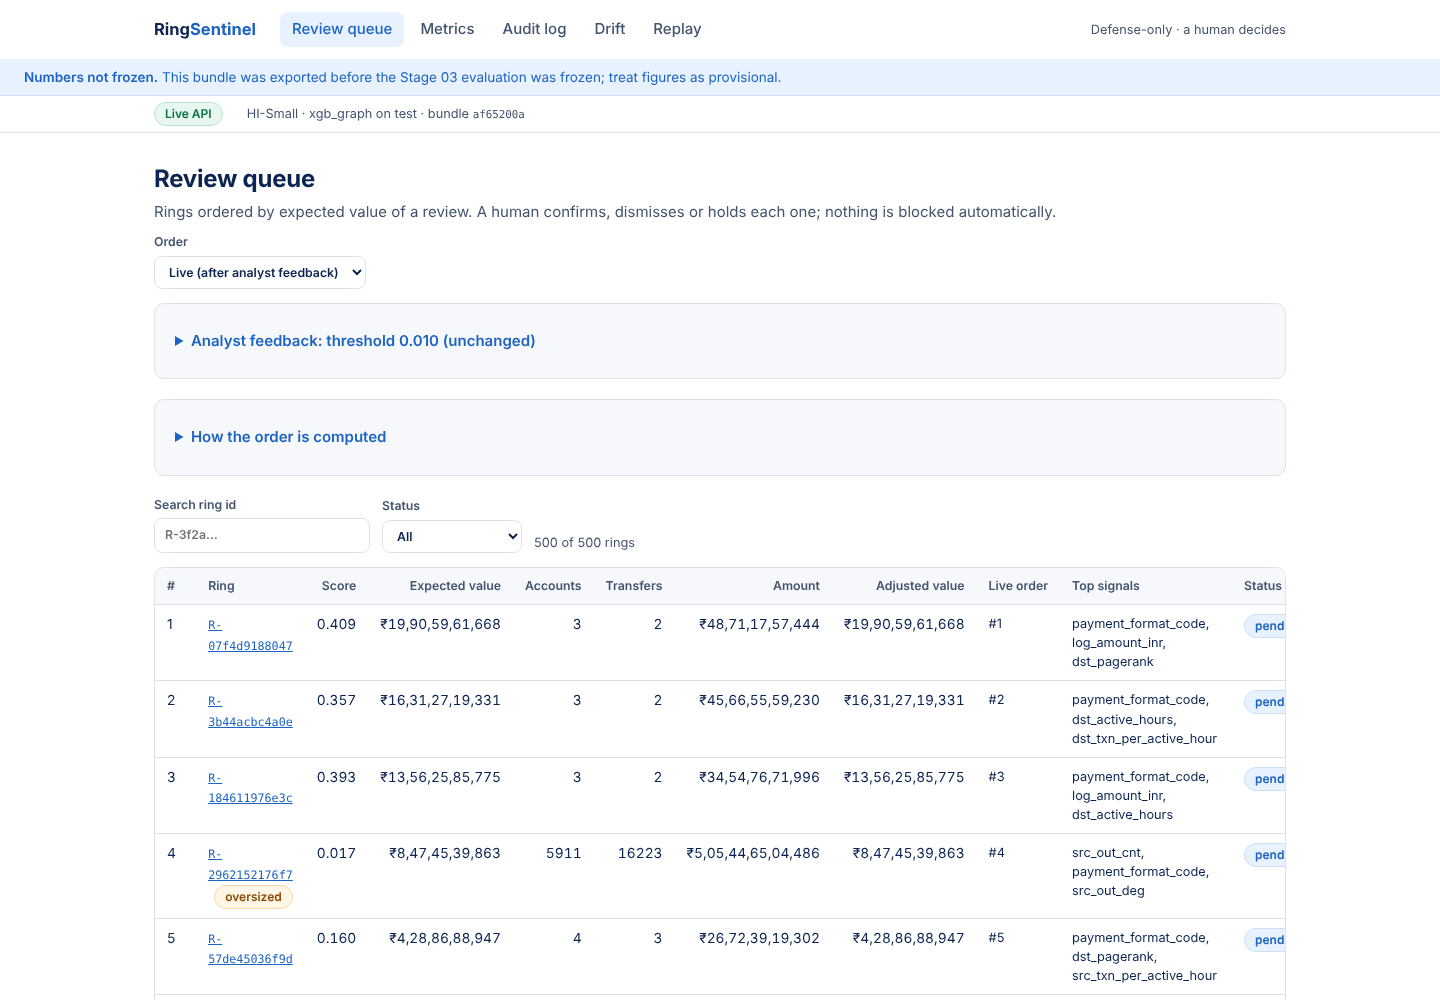 RingSentinel Review queue Metrics Audit log Drift Replay Defense-only · a human decides
Numbers not frozen. This bundle was exported before the Stage 03 evaluation was frozen; treat figures as provisional.
Live API HI-Small · xgb_graph on test · bundle af65200a
Review queue
Rings ordered by expected value of a review. A human confirms, dismisses or holds each one; nothing is blocked automatically.
Order
Live (after analyst feedback)
Analyst feedback: threshold 0.010 (unchanged)
How the order is computed
Search ring id Status
R-3f2a... All 500 of 500 rings
# Ring Score Expected value Accounts Transfers Amount Adjusted value Live order Top signals Status
1 R- 0.409 ₹19,90,59,61,668 3 2 ₹48,71,17,57,444 ₹19,90,59,61,668 #1 payment_format_code, pend
07f4d9188047 log_amount_inr,
dst_pagerank
2 R- 0.357 ₹16,31,27,19,331 3 2 ₹45,66,55,59,230 ₹16,31,27,19,331 #2 payment_format_code, pend
3b44acbc4a0e dst_active_hours,
dst_txn_per_active_hour
3 R- 0.393 ₹13,56,25,85,775 3 2 ₹34,54,76,71,996 ₹13,56,25,85,775 #3 payment_format_code, pend
184611976e3c log_amount_inr,
dst_active_hours
4 R- 0.017 ₹8,47,45,39,863 5911 16223 ₹5,05,44,65,04,486 ₹8,47,45,39,863 #4 src_out_cnt, pend
2962152176f7 payment_format_code,
oversized src_out_deg
5 R- 0.160 ₹4,28,86,88,947 4 3 ₹26,72,39,19,302 ₹4,28,86,88,947 #5 payment_format_code, pend
57de45036f9d dst_pagerank,
src_txn_per_active_hour